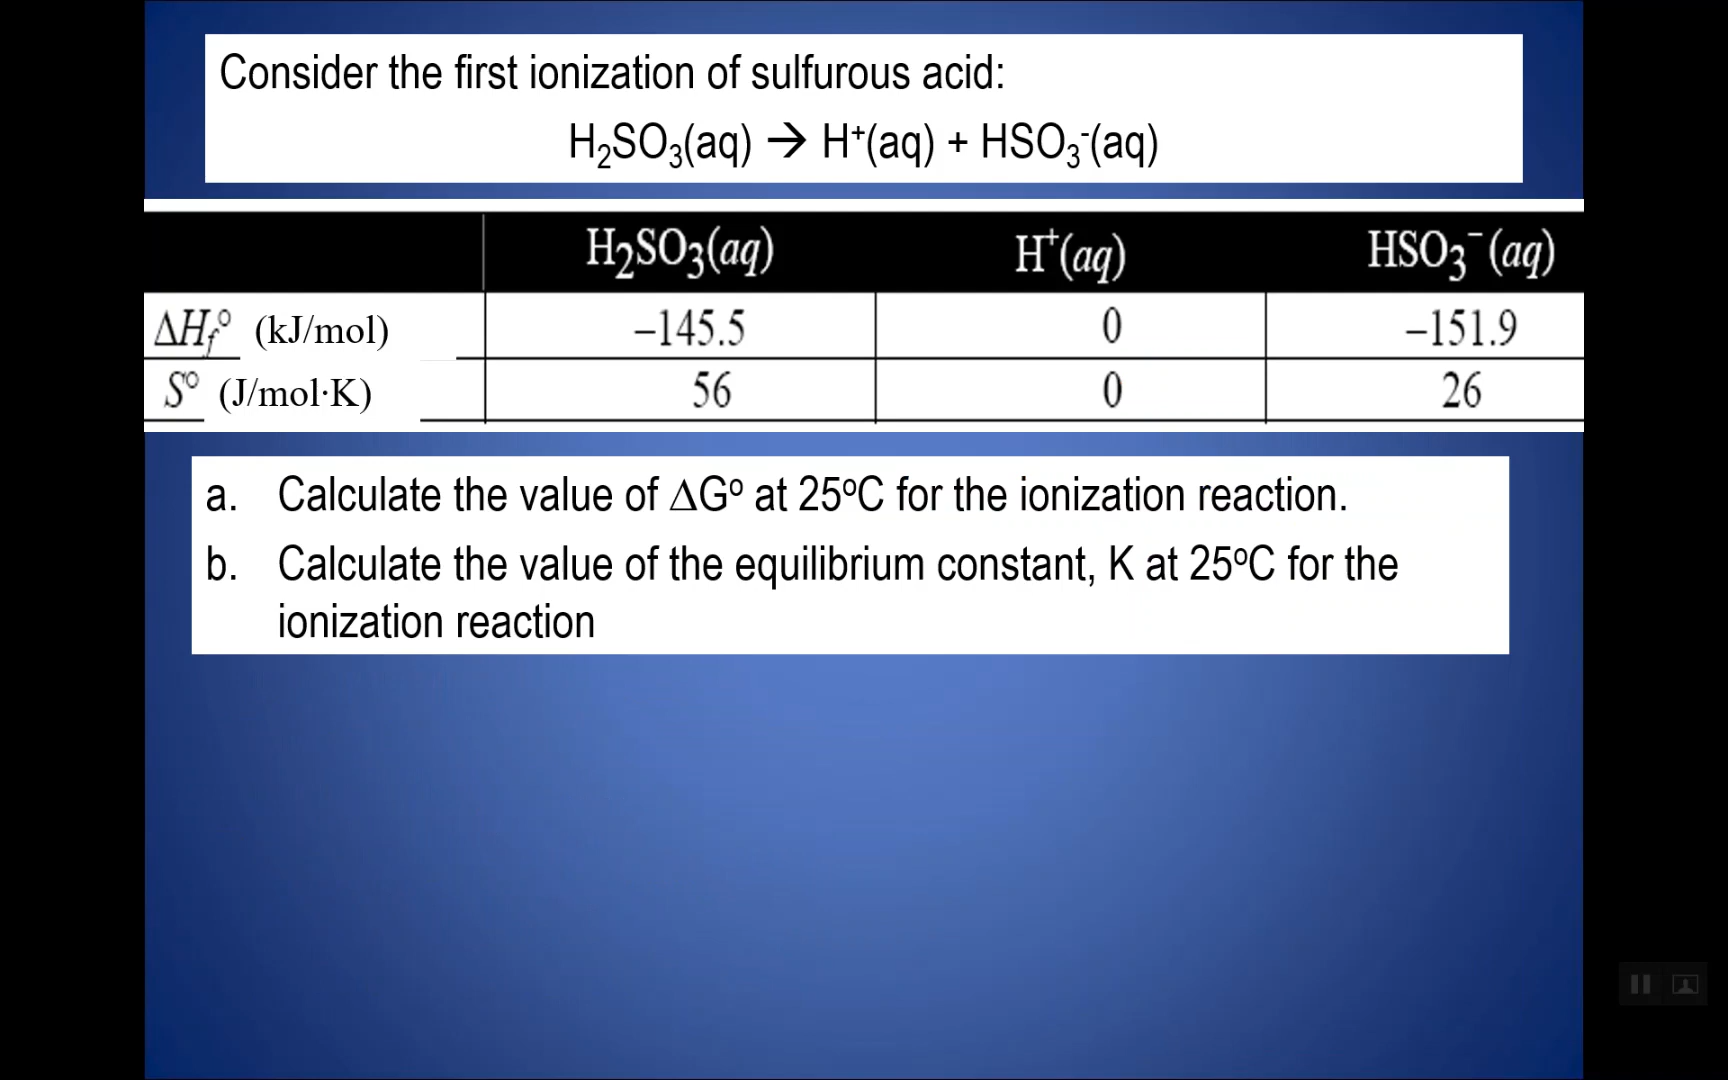 Consider the first ionization of sulfurous acid:
H₂SO₃(aq) → H⁺(aq) + HSO₃⁻(aq)
H₂SO₃(aq) H⁺(aq) HSO₃⁻(aq)
ΔH_f° (kJ/mol) –145.5 0 –151.9
S° (J/mol·K) 56 0 26
a. Calculate the value of ΔG° at 25°C for the ionization reaction.
b. Calculate the value of the equilibrium constant, K at 25°C for the
ionization reaction